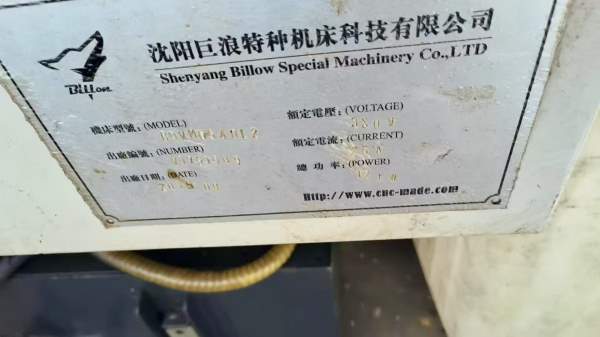 沈阳巨浪特种机床科技有限公司
Shenyang Billow Special Machinery Co.,LTD
Billow
機床型號:(MODEL)
額定電壓:(VOLTAGE)
出廠編號:(NUMBER)
額定電流:(CURRENT)
出廠日期:(DATE)
總功率:(POWER)
Http://www.cnc-made.com